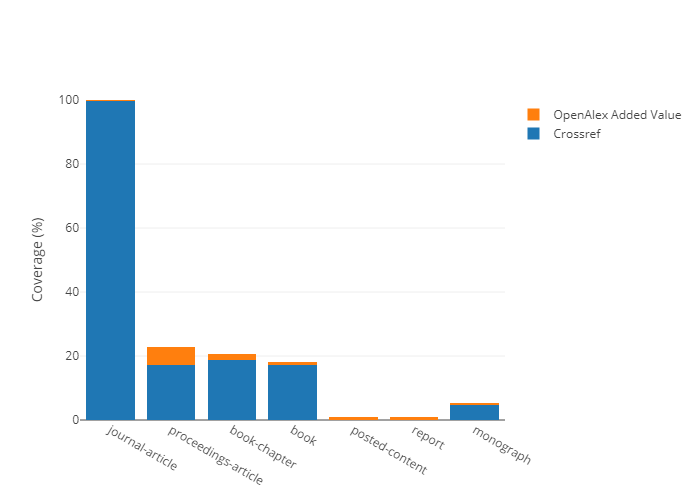 100
80
60
40
20
0
Coverage (%)
journal-article
proceedings-article
book-chapter
book
posted-content
report
monograph
OpenAlex Added Value
Crossref